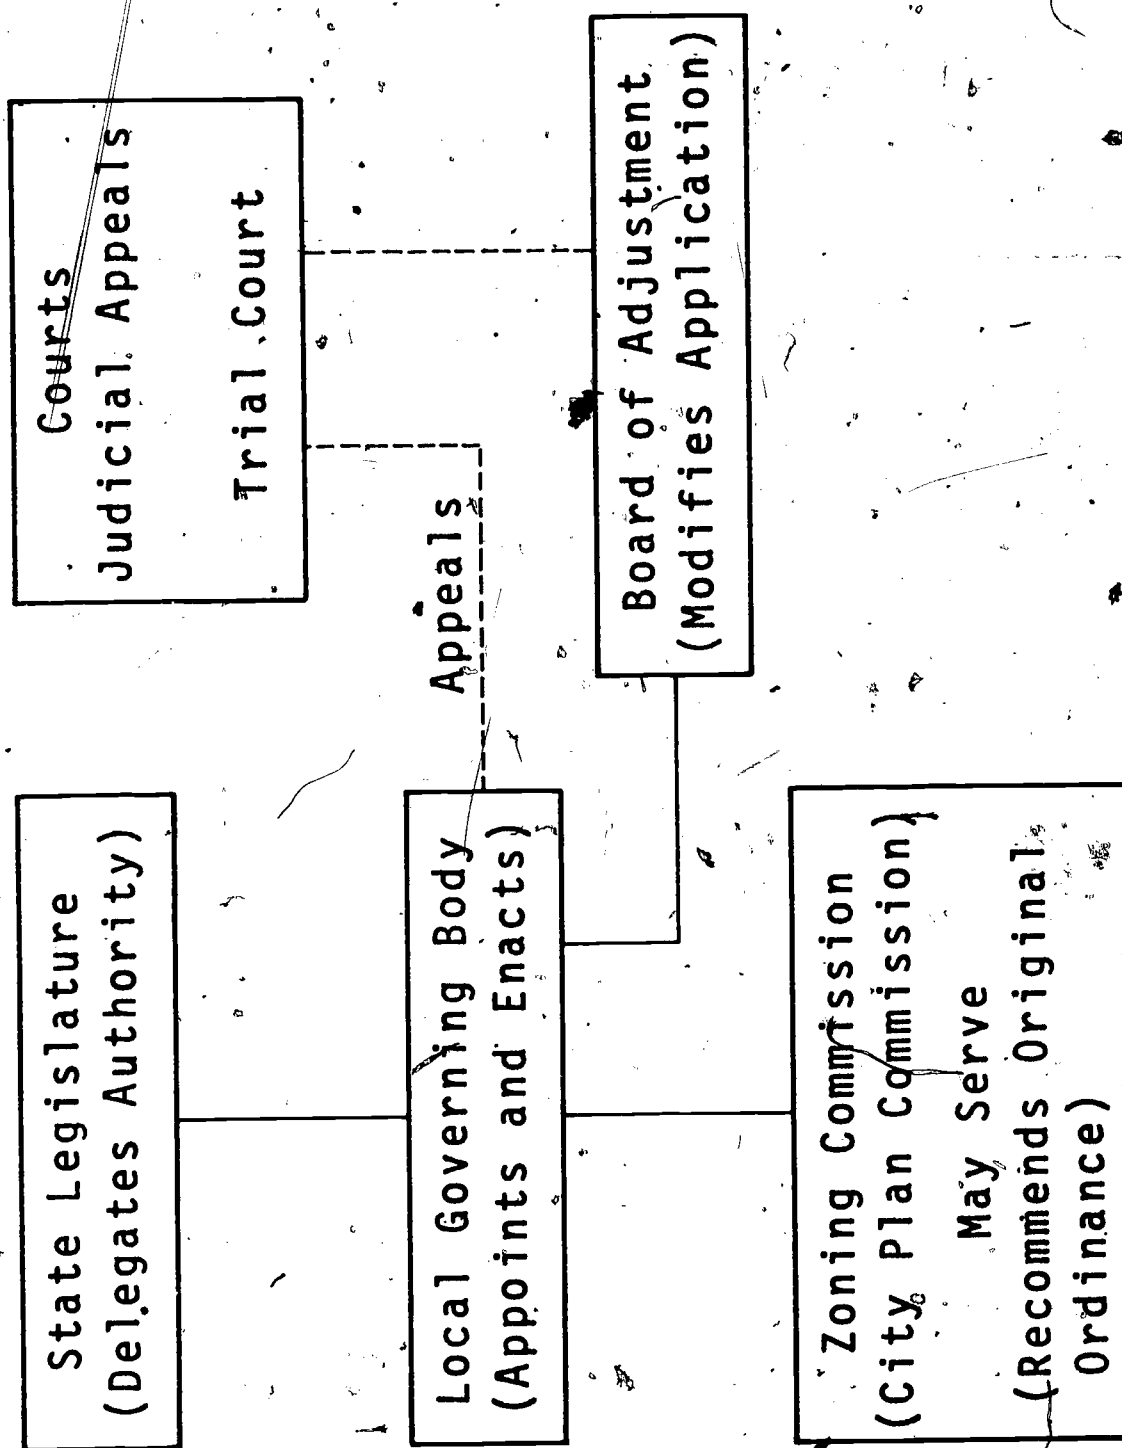 State Legislature
(Delegates Authority)
Courts
Judicial Appeals
Trial Court
Appeals
Local Governing Body
(Appoints and Enacts)
Board of Adjustment
(Modifies Application)
Zoning Commission
(City Plan Commission)
May Serve
(Recommends Original
Ordinance)